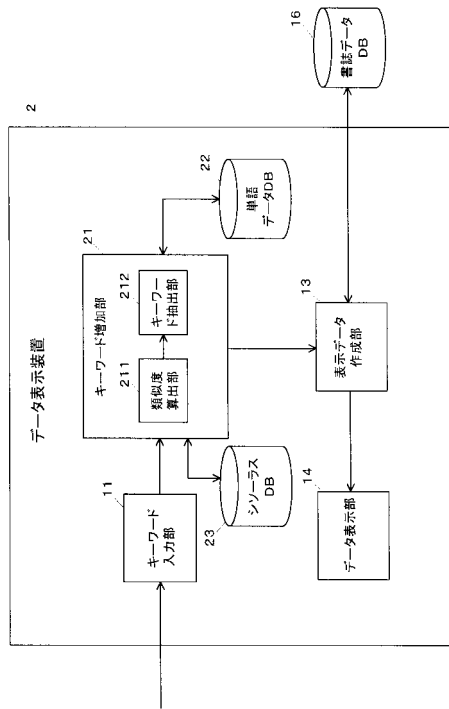 データ表示装置
2
11
キーワード
入力部
21
キーワード増加部
211
類似度
算出部
212
キーワー
ド抽出部
22
単語
データDB
23
シソーラス
DB
13
表示データ
作成部
14
データ表示部
16
書誌データ
DB